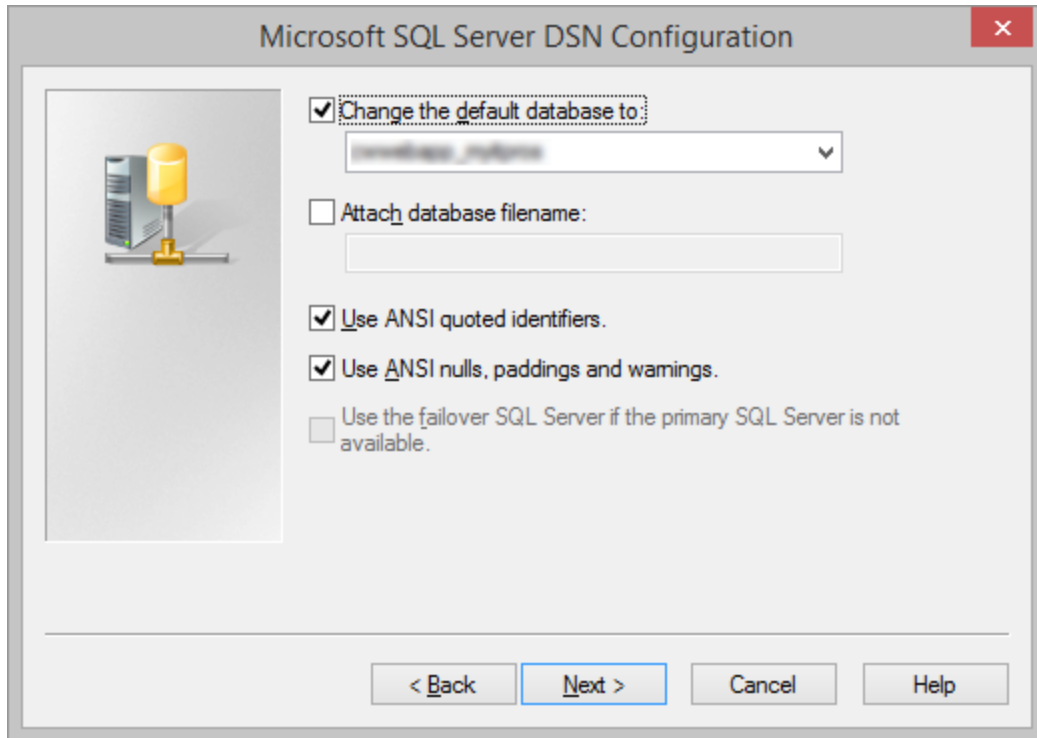 Microsoft SQL Server DSN Configuration
Change the default database to:
Attach database filename:
Use ANSI quoted identifiers.
Use ANSI nulls, paddings and warnings.
Use the failover SQL Server if the primary SQL Server is not
available.
< Back
Next >
Cancel
Help